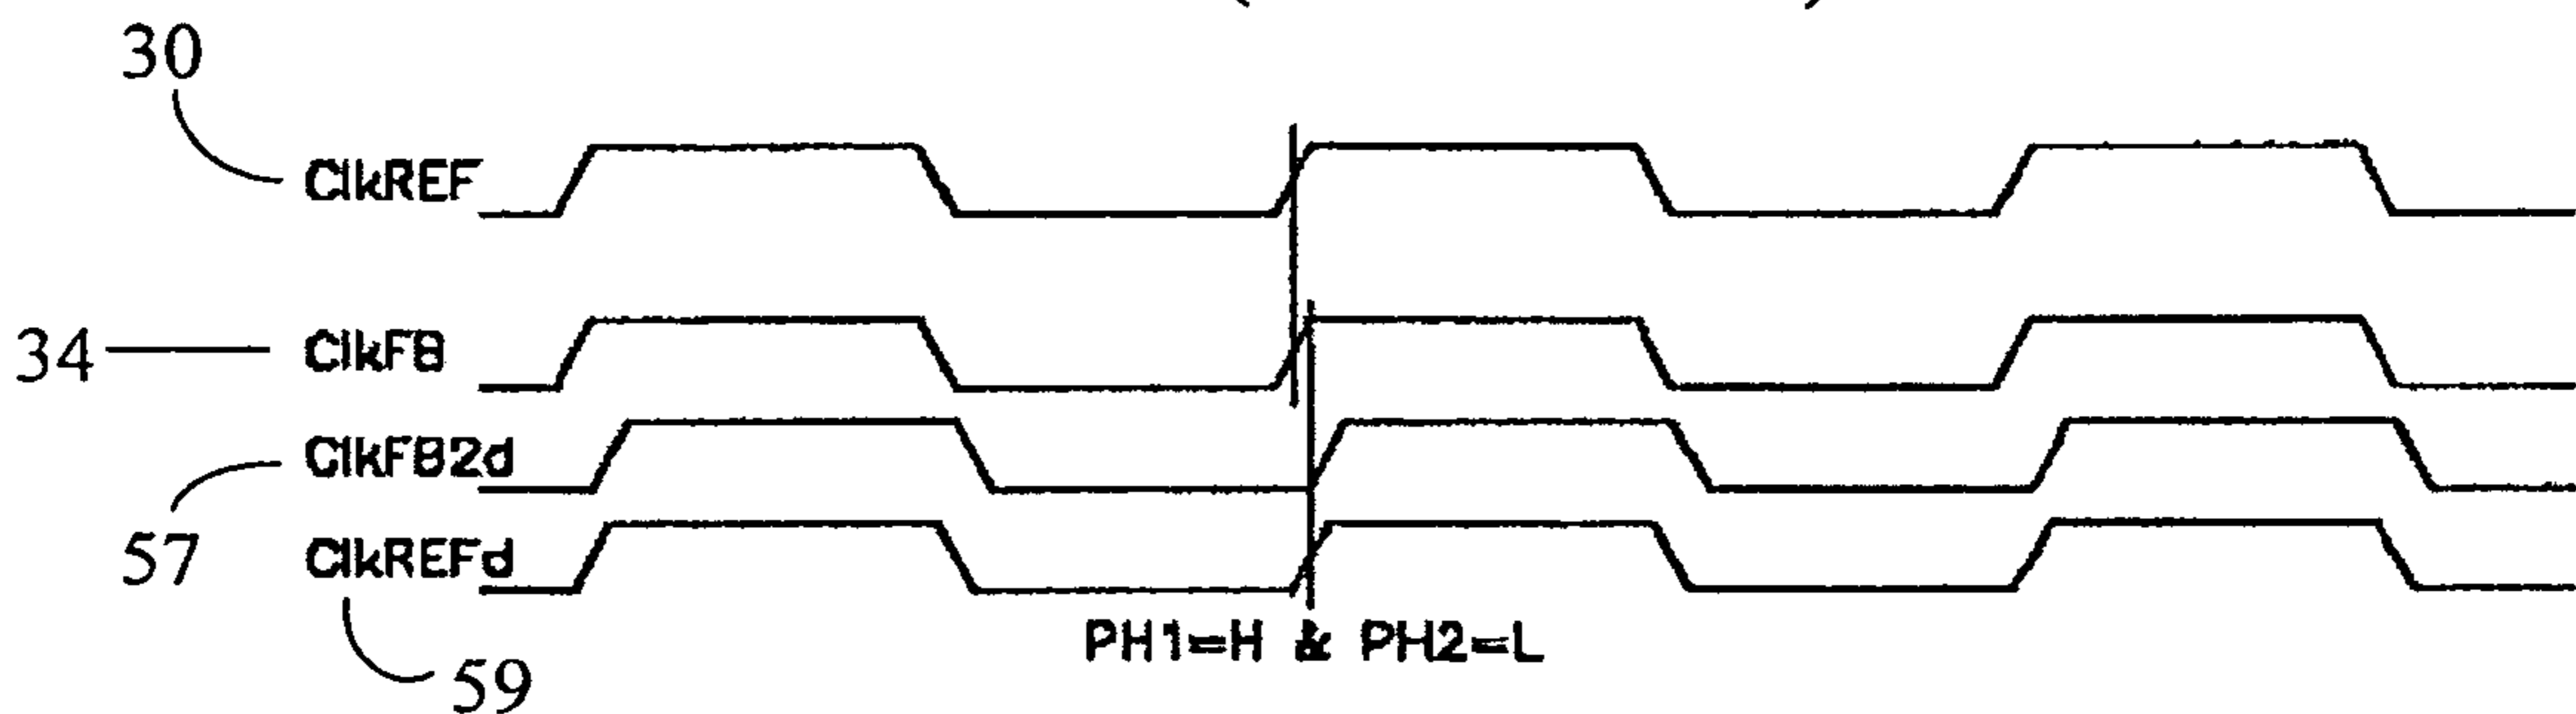 30
ClkREF
34
ClkFB
ClkFB2d
57
ClkREFd
59
PH1=H & PH2=L